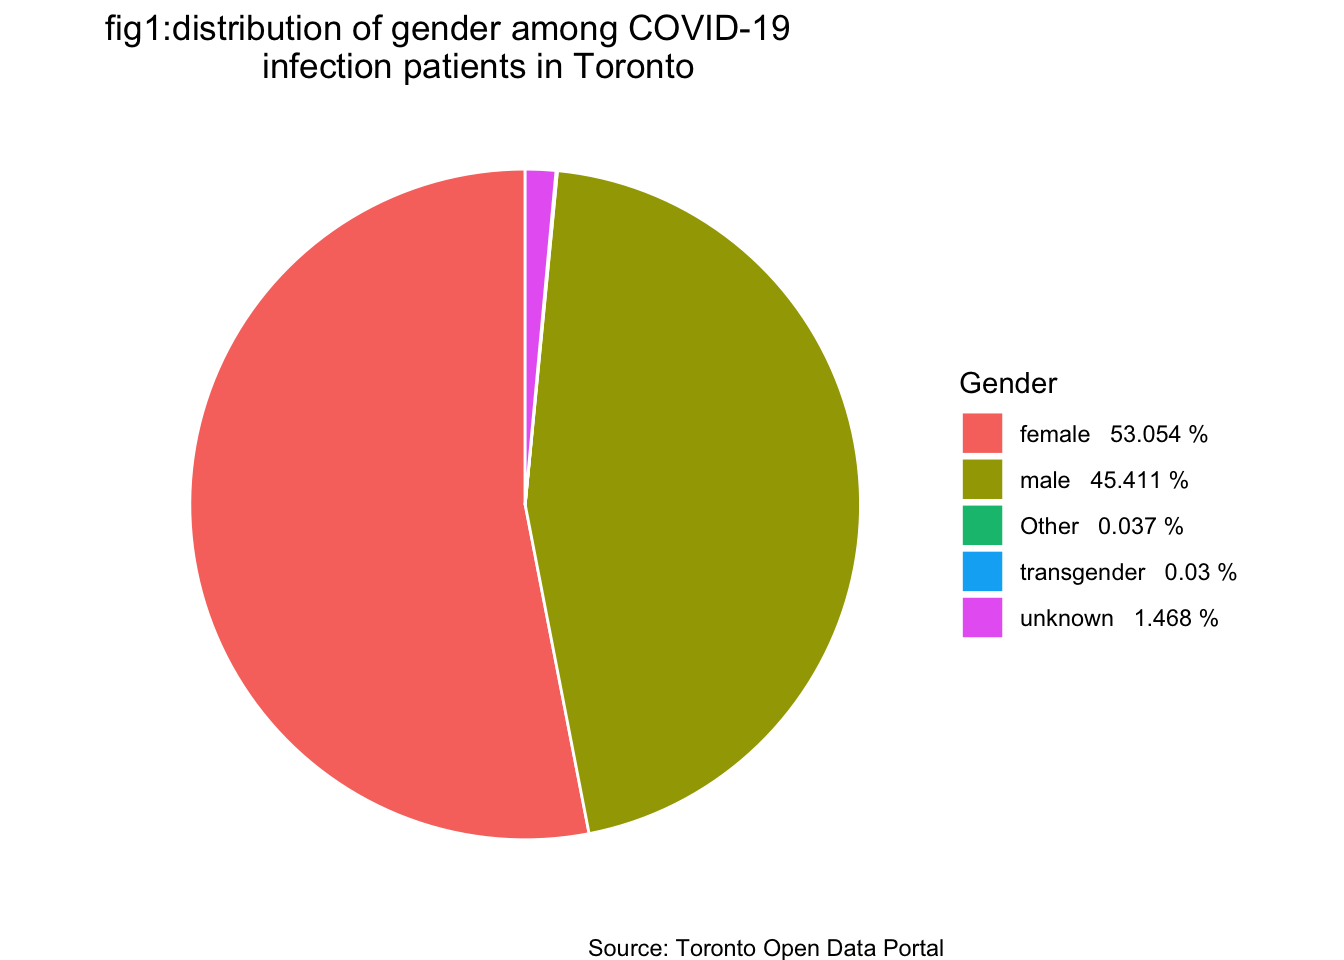 fig1:distribution of gender among COVID-19
infection patients in Toronto
Gender
female 53.054 %
male 45.411 %
Other 0.037 %
transgender 0.03 %
unknown 1.468 %
Source: Toronto Open Data Portal